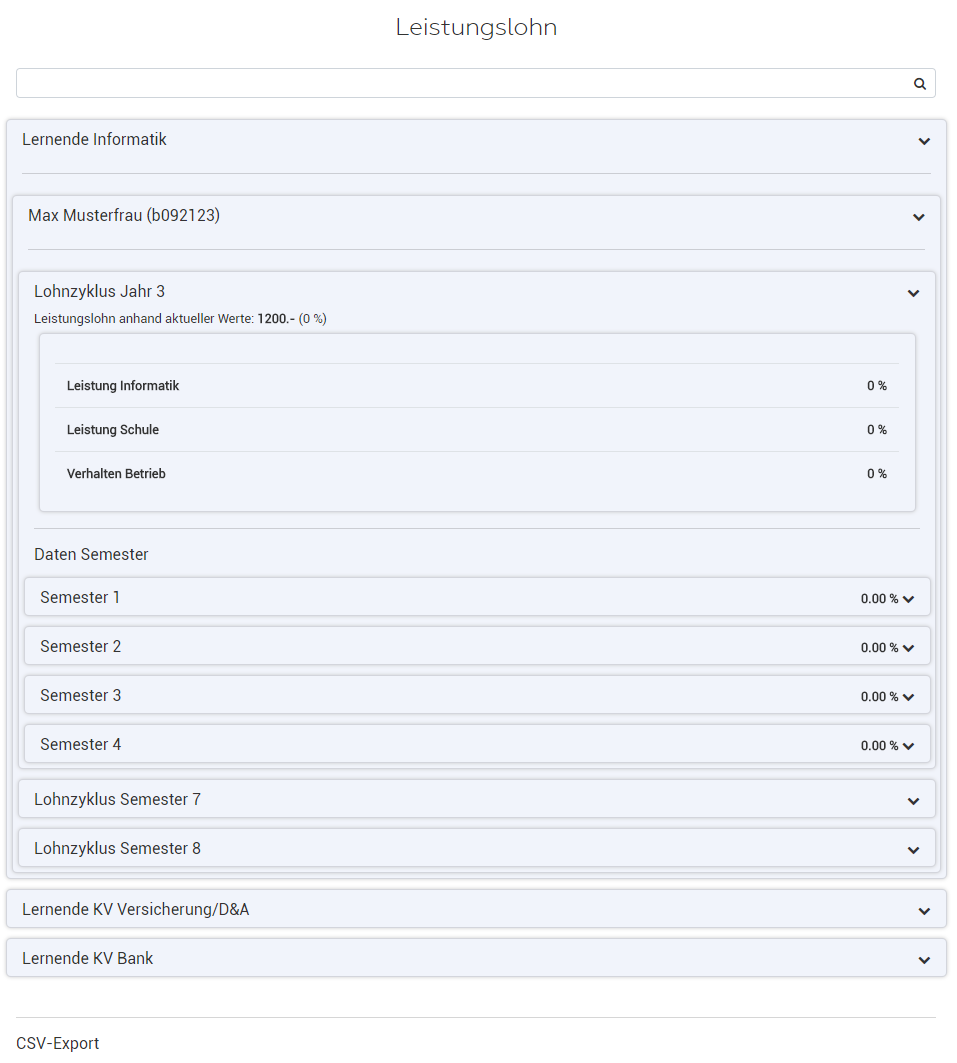 Leistungslohn
Lernende Informatik
Max Musterfrau (b092123)
Lohnzyklus Jahr 3
Leistungslohn anhand aktueller Werte: 1200.- (0 %)
Leistung Informatik 0 %
Leistung Schule 0 %
Verhalten Betrieb 0 %
Daten Semester
Semester 1 0.00 %
Semester 2 0.00 %
Semester 3 0.00 %
Semester 4 0.00 %
Lohnzyklus Semester 7
Lohnzyklus Semester 8
Lernende KV Versicherung/D&A
Lernende KV Bank
CSV-Export